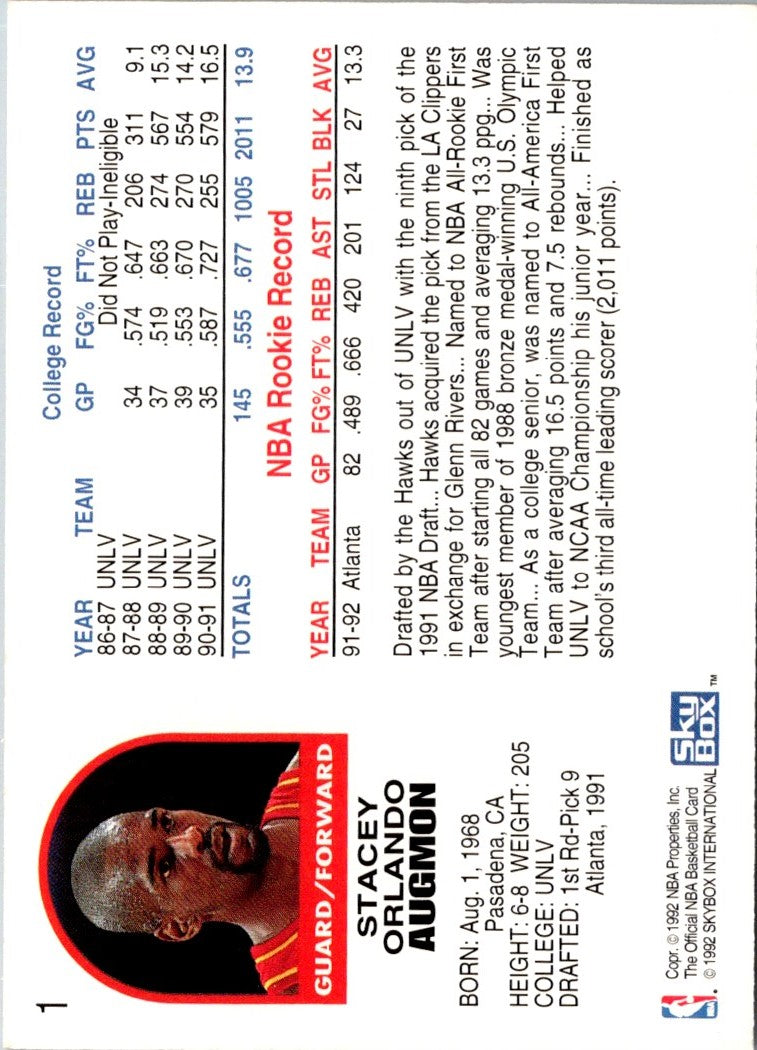 1
GUARD/FORWARD
STACEY
ORLANDO
AUGMON
BORN: Aug. 1, 1968
Pasadena, CA
HEIGHT: 6-8 WEIGHT: 205
COLLEGE: UNLV
DRAFTED: 1st Rd-Pick 9
Atlanta, 1991
College Record
YEAR TEAM GP FG% FT% REB PTS AVG
86-87 UNLV Did Not Play-Ineligible
87-88 UNLV 34 .574 .647 206 311 9.1
88-89 UNLV 37 .519 .663 274 567 15.3
89-90 UNLV 39 .553 .670 270 554 14.2
90-91 UNLV 35 .587 .727 255 579 16.5
TOTALS 145 .555 .677 1005 2011 13.9
NBA Rookie Record
YEAR TEAM GP FG% FT% REB AST STL BLK AVG
91-92 Atlanta 82 .489 .666 420 201 124 27 13.3
Drafted by the Hawks out of UNLV with the ninth pick of the
1991 NBA Draft... Hawks acquired the pick from the LA Clippers
in exchange for Glenn Rivers... Named to NBA All-Rookie First
Team after starting all 82 games and averaging 13.3 ppg... Was
youngest member of 1988 bronze medal-winning U.S. Olympic
Team... As a college senior, was named to All-America First
Team after averaging 16.5 points and 7.5 rebounds... Helped
UNLV to NCAA Championship his junior year... Finished as
school's third all-time leading scorer (2,011 points).
NBA
Copr. © 1992 NBA Properties, Inc.
The Official NBA Basketball Card
© 1992 SKYBOX INTERNATIONAL
SkyBox TM